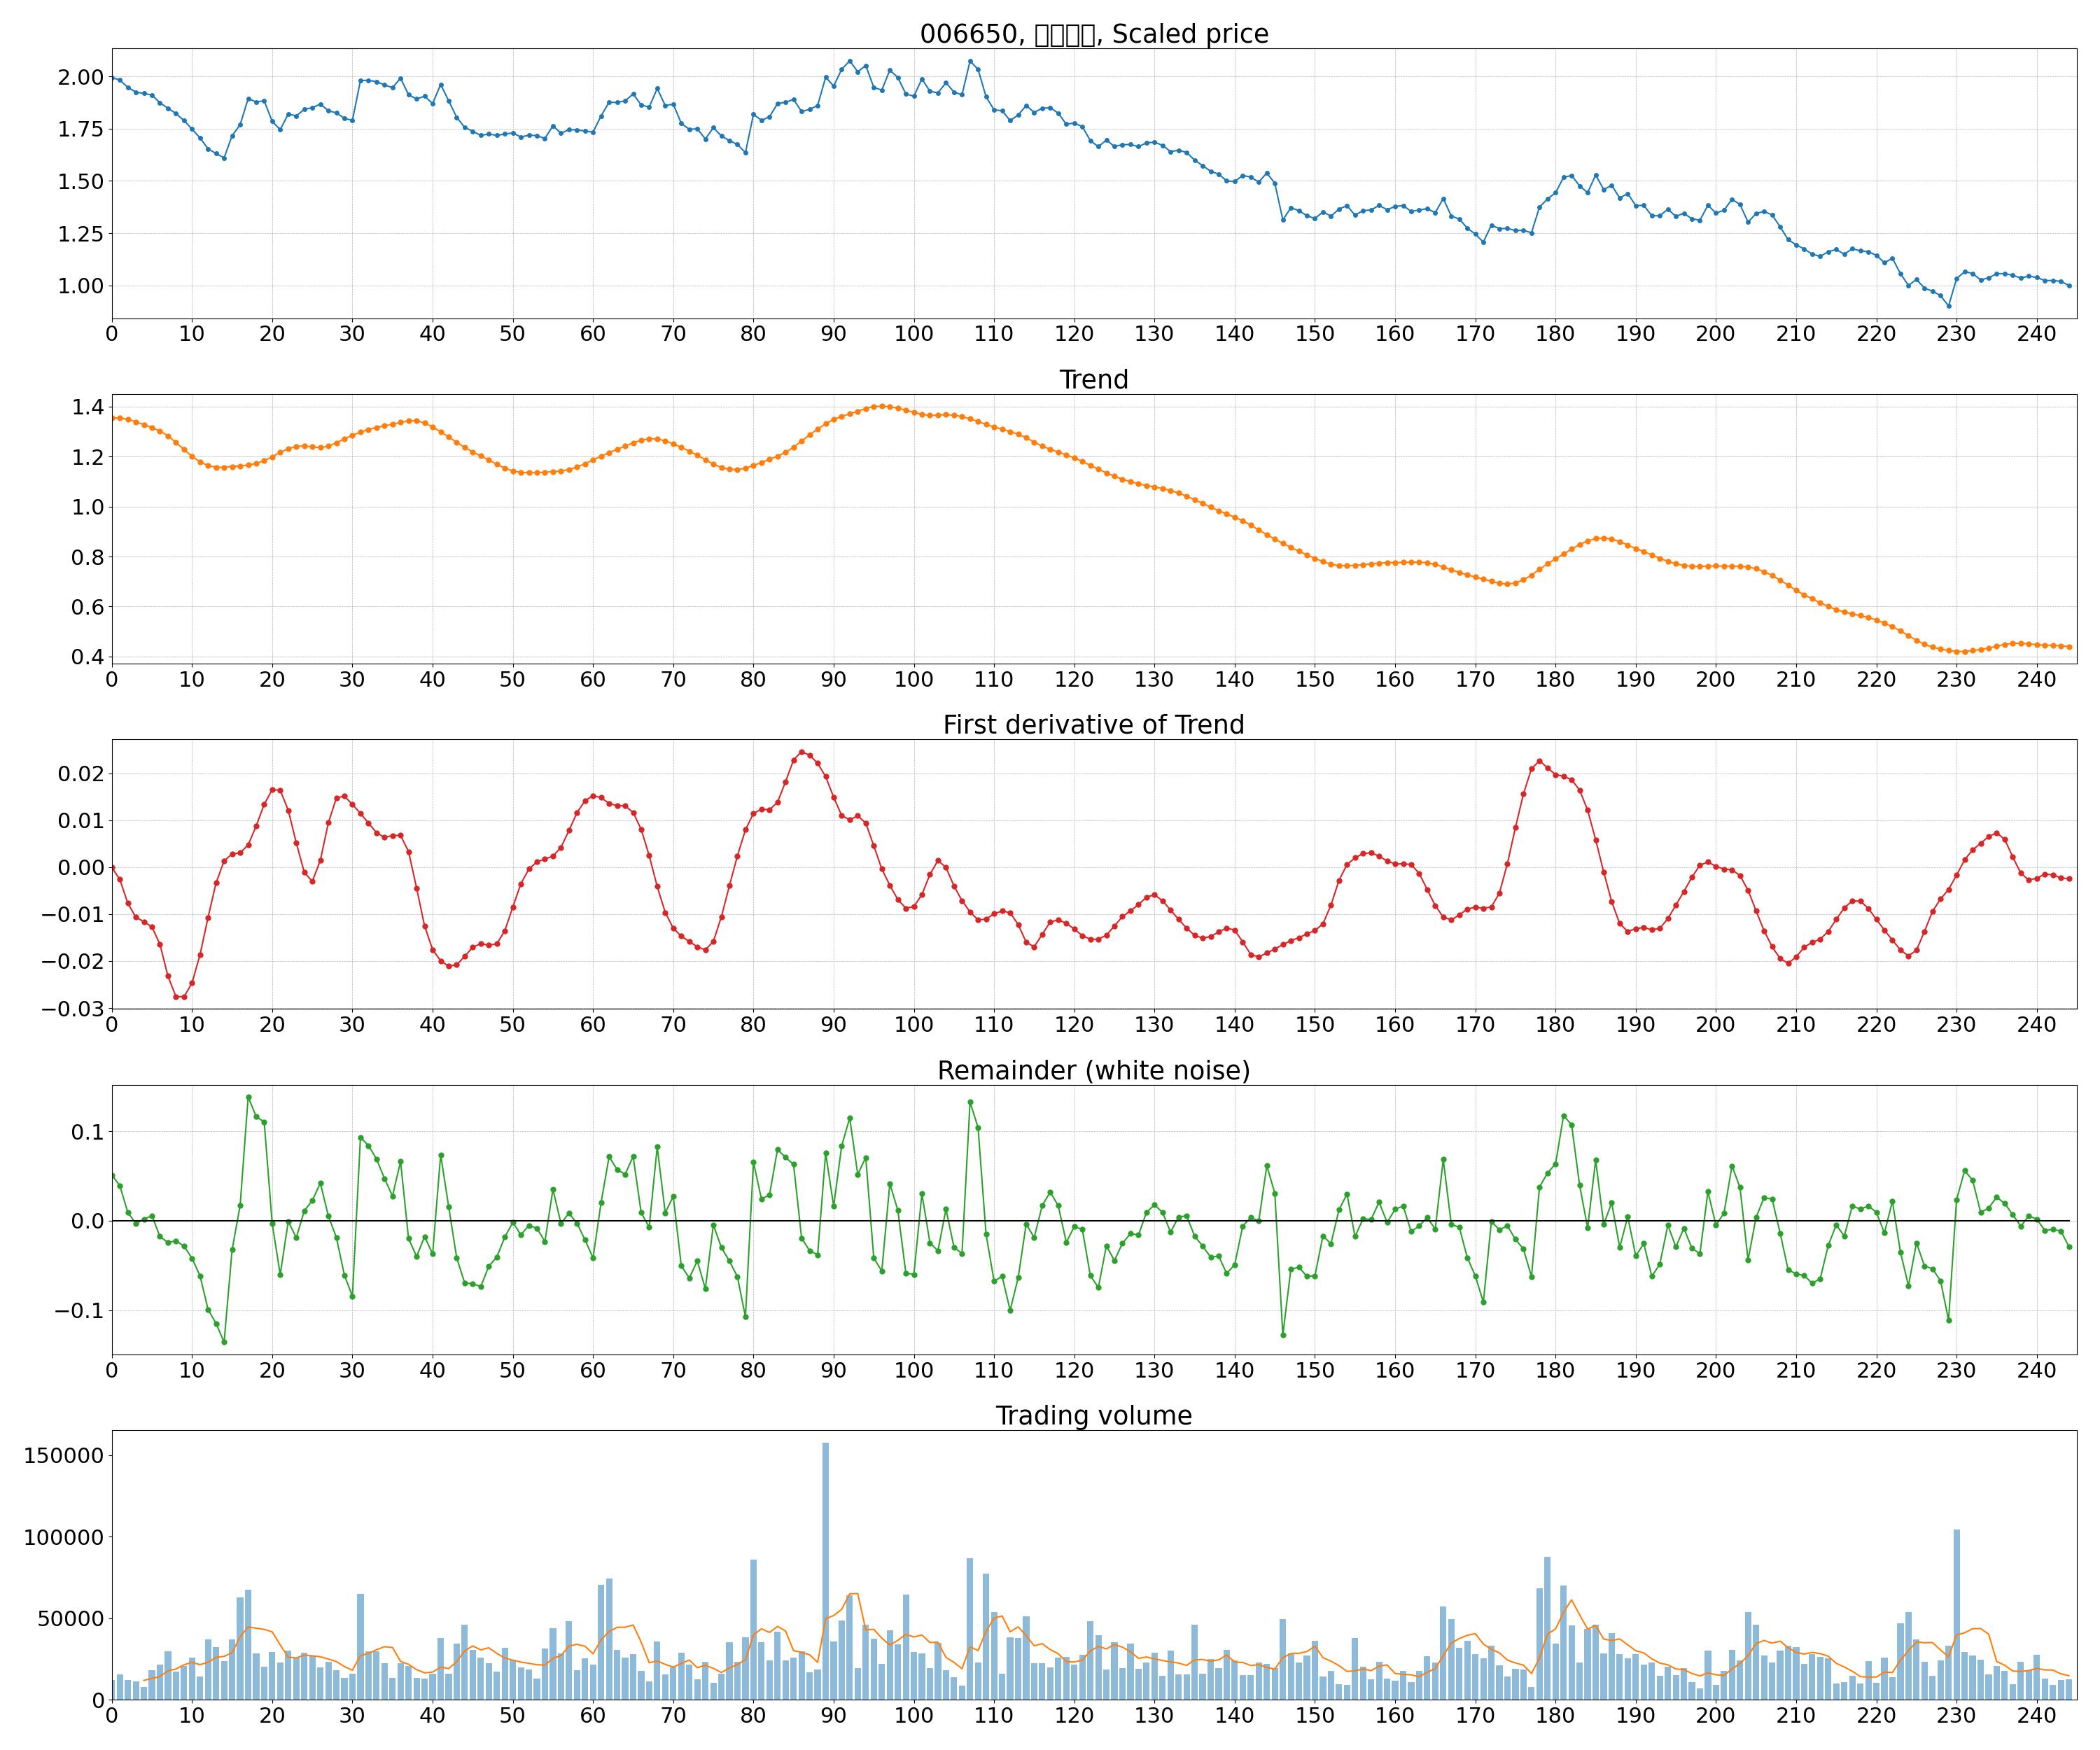 006650, □□□□, Scaled price
2.00
1.75
1.50
1.25
1.00
0 10 20 30 40 50 60 70 80 90 100 110 120 130 140 150 160 170 180 190 200 210 220 230 240
Trend
1.4
1.2
1.0
0.8
0.6
0.4
0 10 20 30 40 50 60 70 80 90 100 110 120 130 140 150 160 170 180 190 200 210 220 230 240
First derivative of Trend
0.02
0.01
0.00
−0.01
−0.02
−0.03
0 10 20 30 40 50 60 70 80 90 100 110 120 130 140 150 160 170 180 190 200 210 220 230 240
Remainder (white noise)
0.1
0.0
−0.1
0 10 20 30 40 50 60 70 80 90 100 110 120 130 140 150 160 170 180 190 200 210 220 230 240
Trading volume
150000
100000
50000
0
0 10 20 30 40 50 60 70 80 90 100 110 120 130 140 150 160 170 180 190 200 210 220 230 240